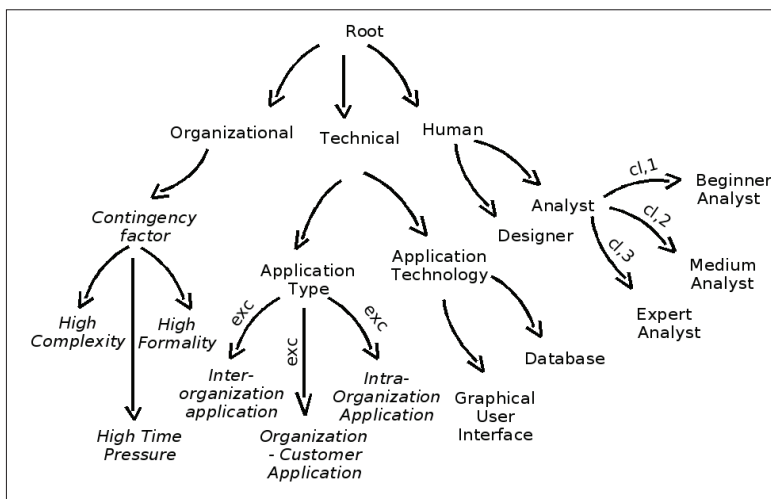 Root
Organizational
Technical
Human
Contingency
factor
High
Complexity
High
Formality
High Time
Pressure
Application
Type
exc
exc
exc
Inter-
organization
application
Organization
- Customer
Application
Intra-
Organization
Application
Application
Technology
Graphical
User
Interface
Database
Designer
Analyst
cl,1
cl,2
cl,3
Beginner
Analyst
Medium
Analyst
Expert
Analyst